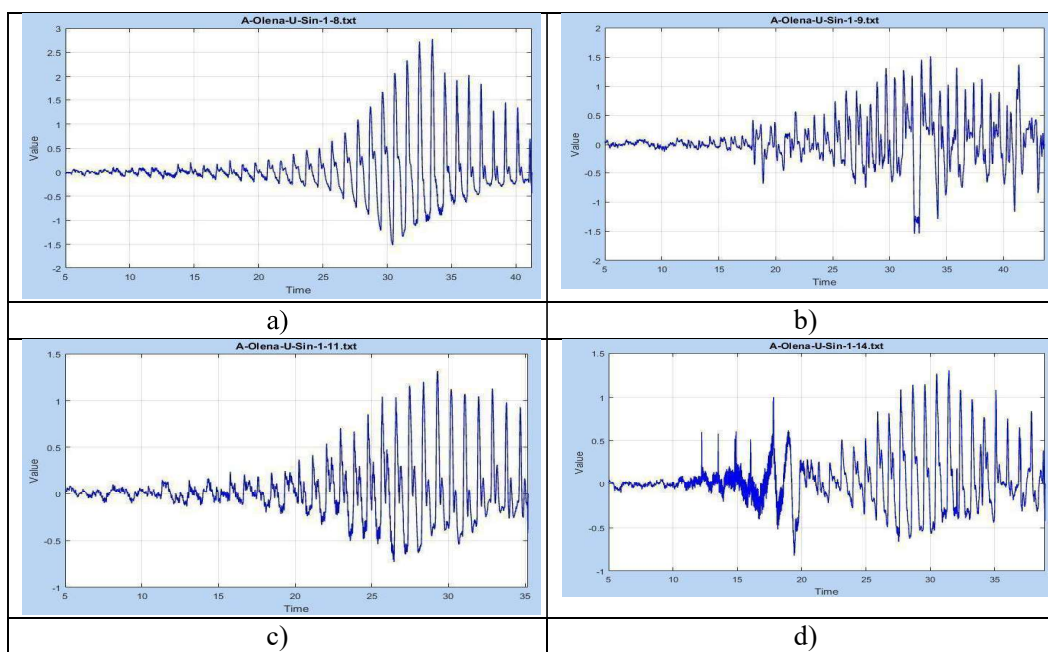 A-Olena-U-Sin-1-8.txt
3
2.5
2
1.5
1
0.5
0
-0.5
-1
-1.5
-2
Value
5 10 15 20 25 30 35 40
Time
A-Olena-U-Sin-1-9.txt
2
1.5
1
0.5
0
-0.5
-1
-1.5
-2
Value
5 10 15 20 25 30 35 40
Time
a) b)
A-Olena-U-Sin-1-11.txt
1.5
1
0.5
0
-0.5
-1
Value
5 10 15 20 25 30 35
Time
A-Olena-U-Sin-1-14.txt
1.5
1
0.5
0
-0.5
-1
Value
5 10 15 20 25 30 35
Time
c) d)